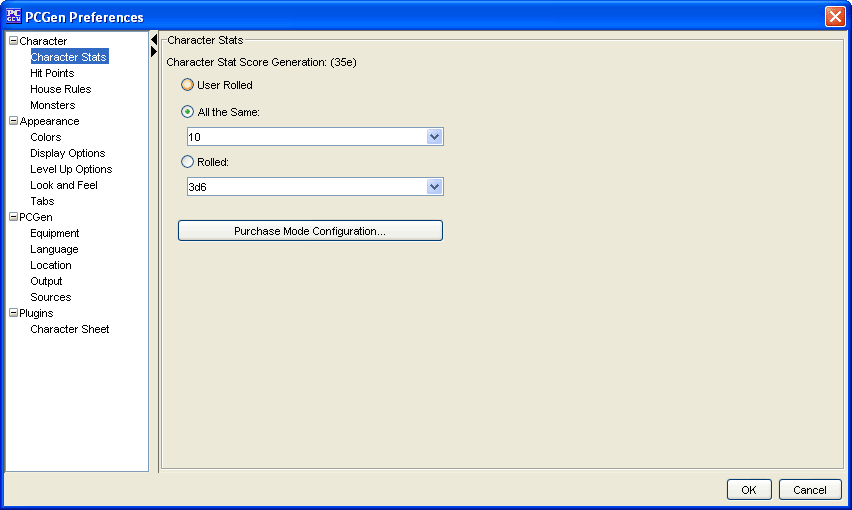 PCGen Preferences
Character
Character Stats
Hit Points
House Rules
Monsters
Appearance
Colors
Display Options
Level Up Options
Look and Feel
Tabs
PCGen
Equipment
Language
Location
Output
Sources
Plugins
Character Sheet
Character Stats
Character Stat Score Generation: (35e)
User Rolled
All the Same:
10
Rolled:
3d6
Purchase Mode Configuration...
OK
Cancel